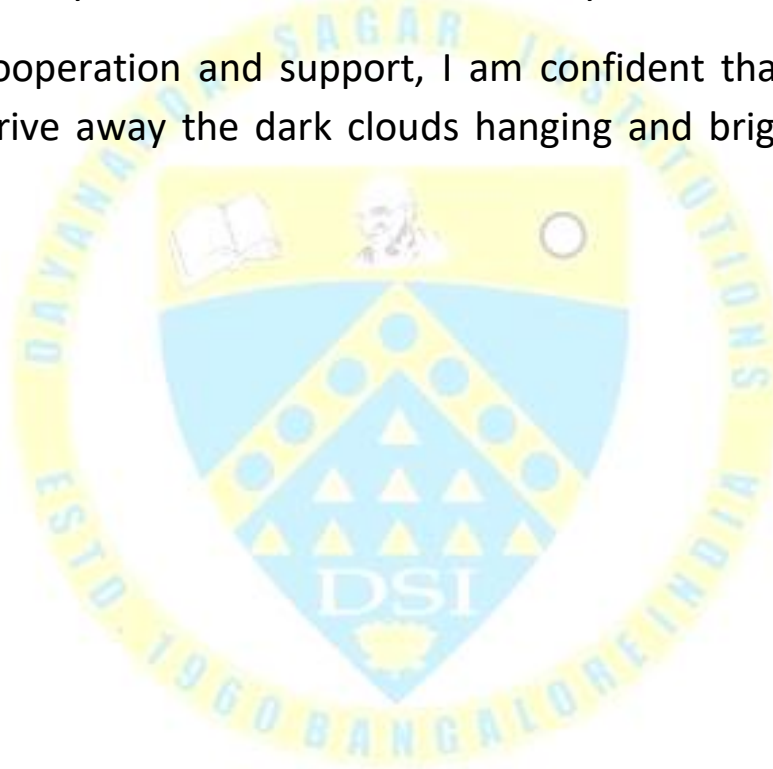 ooperation and support, I am confident tha
rive away the dark clouds hanging and brig
DAYANANDA SAGAR INSTITUTIONS
DSI
ESTD. 1960 BANGALORE INDIA